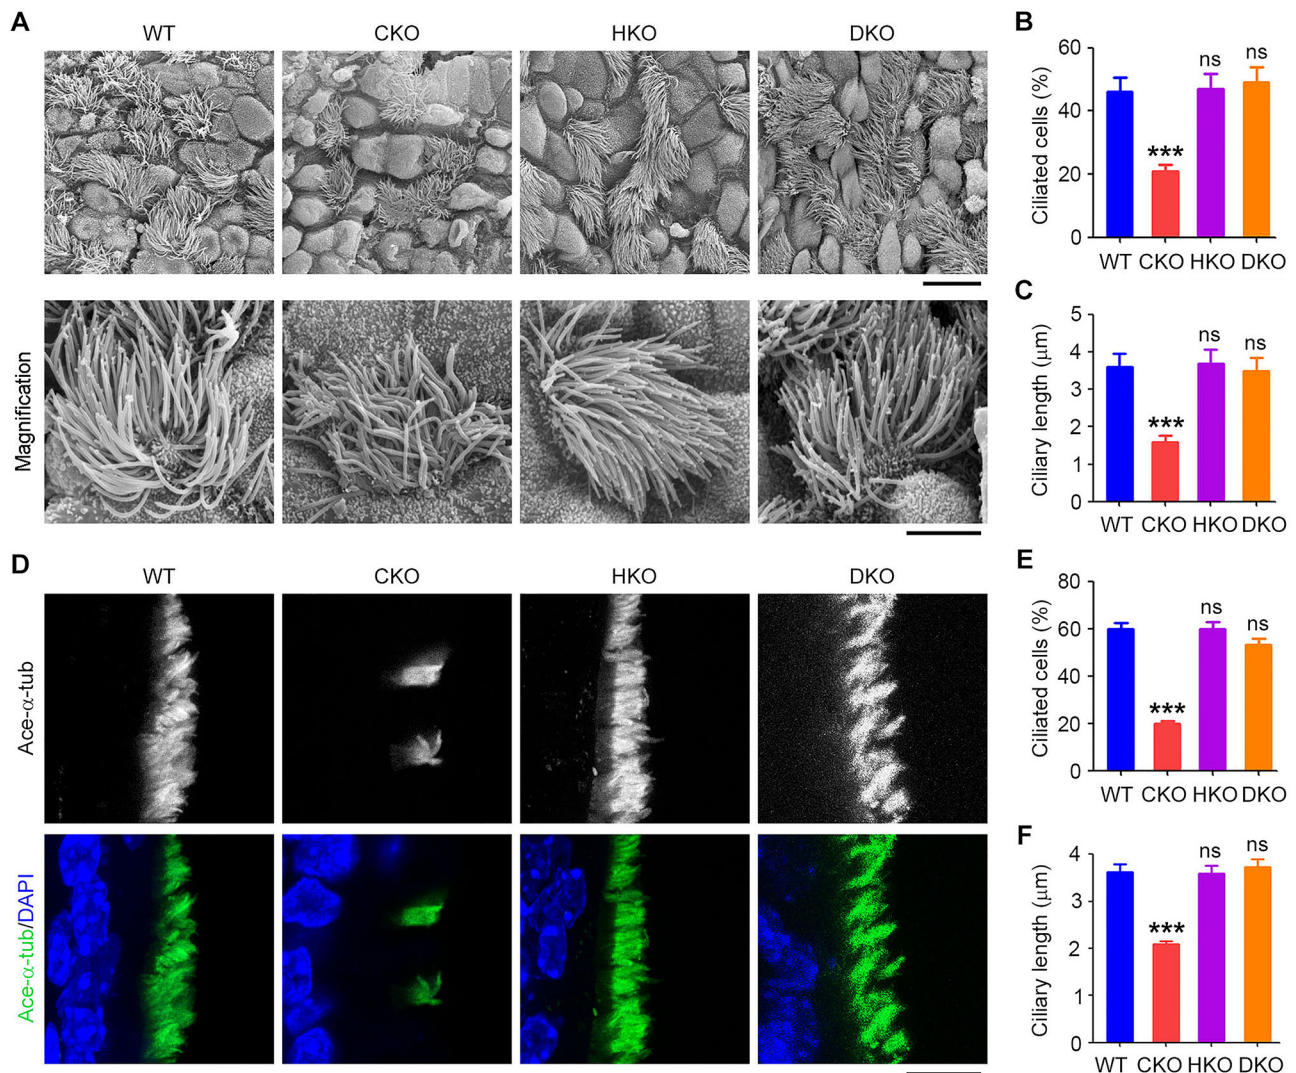 A
WT CKO HKO DKO
Magnification
B
Ciliated cells (%)
60
40
20
0
*** ns ns
WT CKO HKO DKO
C
Ciliary length (μm)
5
4
3
2
1
0
*** ns ns
WT CKO HKO DKO
D
WT CKO HKO DKO
Ace-α-tub
Ace-α-tub/DAPI
E
Ciliated cells (%)
80
60
40
20
0
*** ns ns
WT CKO HKO DKO
F
Ciliary length (μm)
4
3
2
1
0
*** ns ns
WT CKO HKO DKO